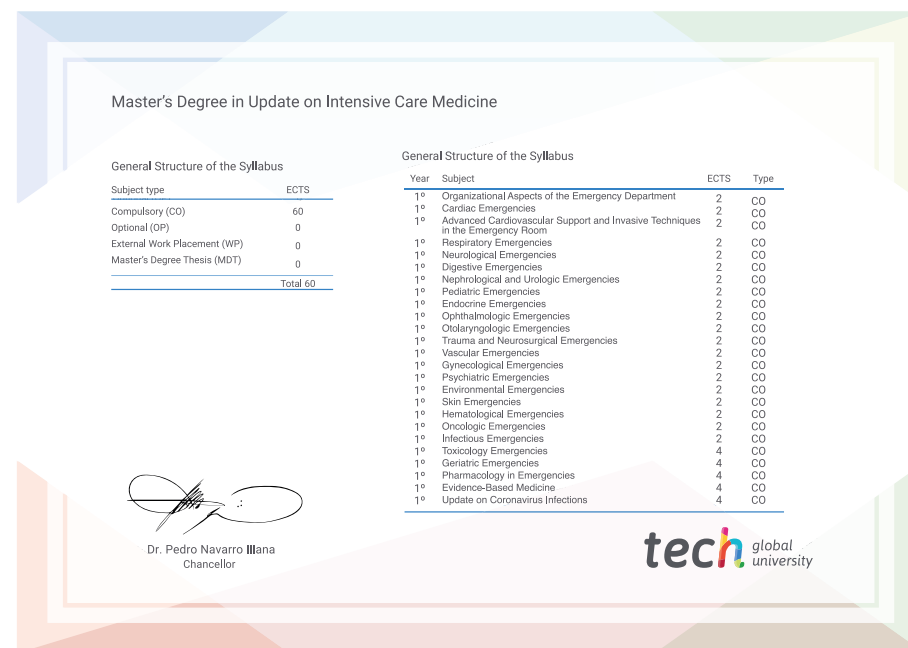 Master's Degree in Update on Intensive Care Medicine
General Structure of the Syllabus
Subject type ECTS
Compulsory (CO) 60
Optional (OP) 0
External Work Placement (WP) 0
Master's Degree Thesis (MDT) 0
Total 60
General Structure of the Syllabus
Year Subject ECTS Type
1º Organizational Aspects of the Emergency Department 2 CO
1º Cardiac Emergencies 2 CO
1º Advanced Cardiovascular Support and Invasive Techniques 2 CO
in the Emergency Room
1º Respiratory Emergencies 2 CO
1º Neurological Emergencies 2 CO
1º Digestive Emergencies 2 CO
1º Nephrological and Urologic Emergencies 2 CO
1º Pediatric Emergencies 2 CO
1º Endocrine Emergencies 2 CO
1º Ophthalmologic Emergencies 2 CO
1º Otolaryngologic Emergencies 2 CO
1º Trauma and Neurosurgical Emergencies 2 CO
1º Vascular Emergencies 2 CO
1º Gynecological Emergencies 2 CO
1º Psychiatric Emergencies 2 CO
1º Environmental Emergencies 2 CO
1º Skin Emergencies 2 CO
1º Hematological Emergencies 2 CO
1º Oncologic Emergencies 2 CO
1º Infectious Emergencies 2 CO
1º Toxicology Emergencies 4 CO
1º Geriatric Emergencies 4 CO
1º Pharmacology in Emergencies 4 CO
1º Evidence-Based Medicine 4 CO
1º Update on Coronavirus Infections 4 CO
Dr. Pedro Navarro Illana
Chancellor
tech global
university